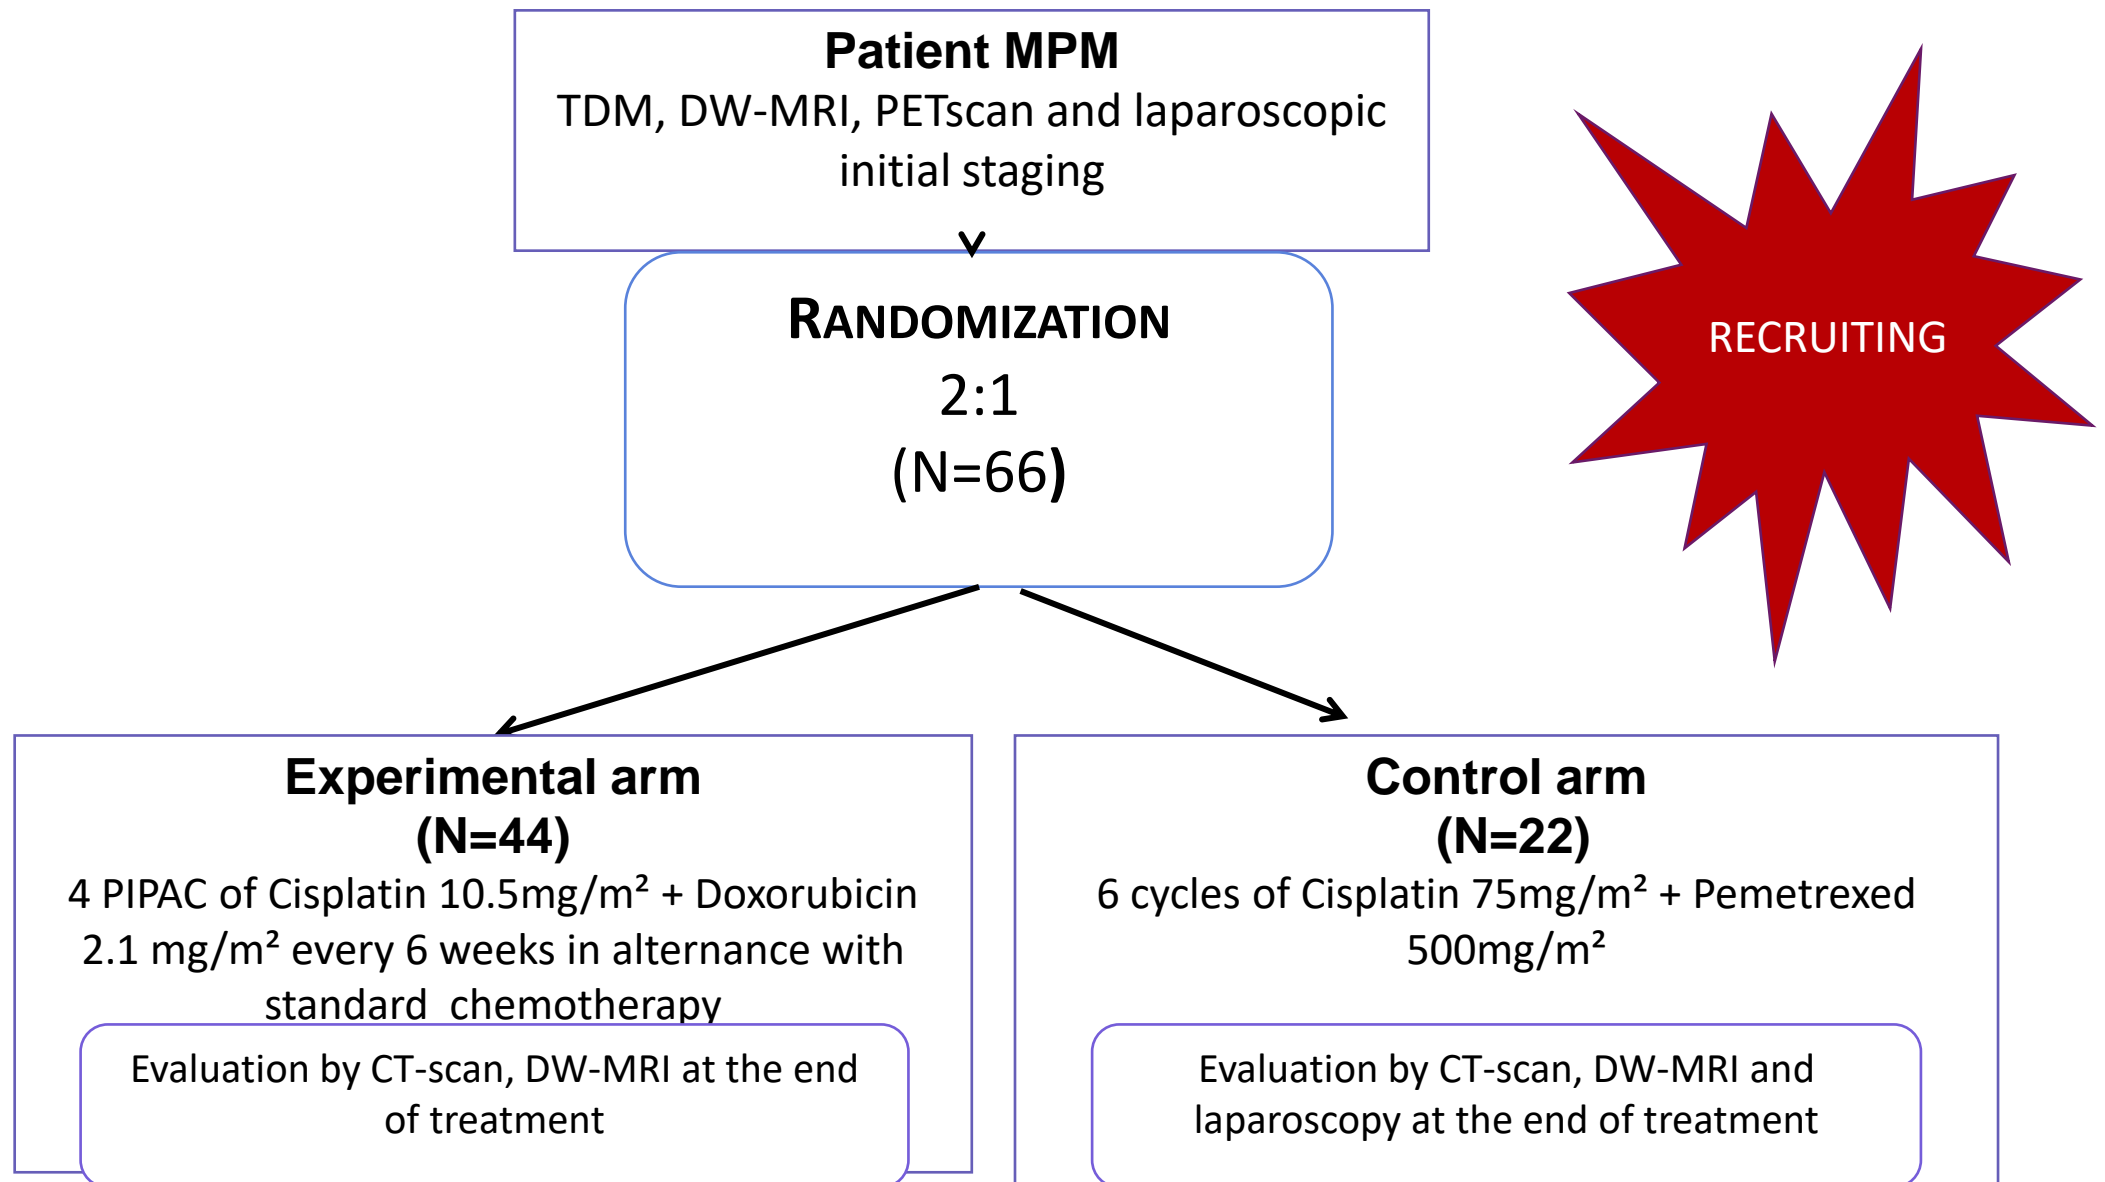 Patient MPM
TDM, DW-MRI, PETscan and laparoscopic
initial staging
RANDOMIZATION
2:1
(N=66)
RECRUITING
Experimental arm
(N=44)
4 PIPAC of Cisplatin 10.5mg/m² + Doxorubicin
2.1 mg/m² every 6 weeks in alternance with
standard  chemotherapy
Evaluation by CT-scan, DW-MRI at the end
of treatment
Control arm
(N=22)
6 cycles of Cisplatin 75mg/m² + Pemetrexed
500mg/m²
Evaluation by CT-scan, DW-MRI and
laparoscopy at the end of treatment